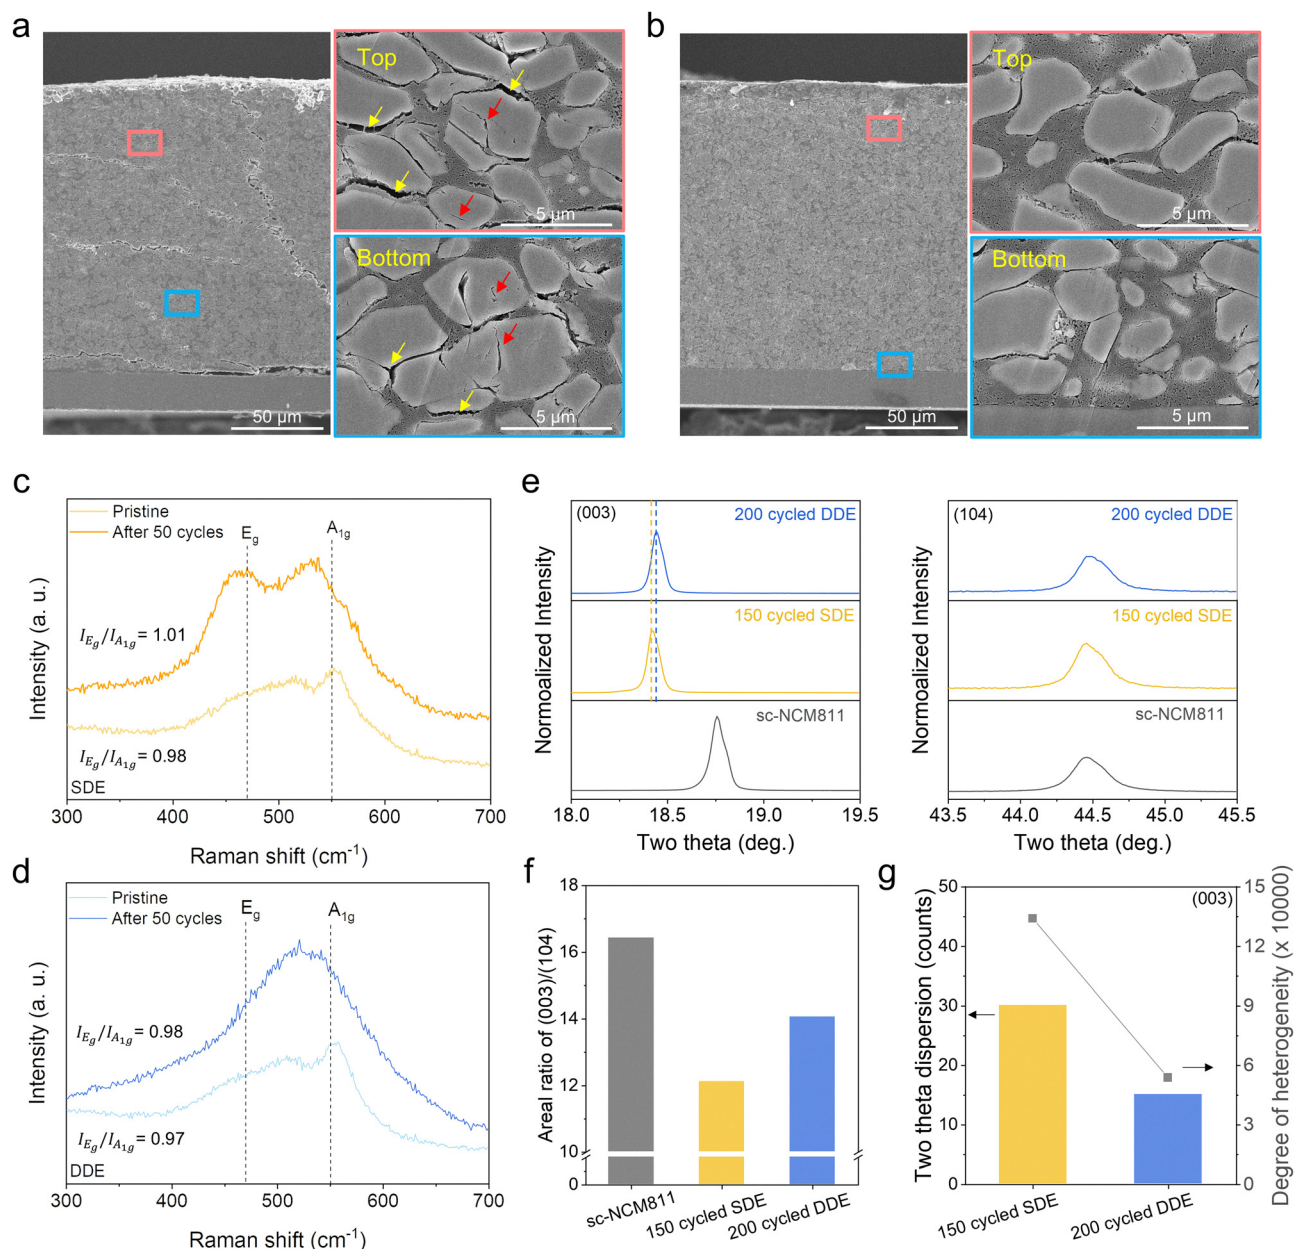 a
Top
5 μm
Bottom
5 μm
50 μm
b
Top
5 μm
Bottom
5 μm
50 μm
c
Pristine
After 50 cycles
Eg
A1g
IEg/IA1g= 1.01
IEg/IA1g= 0.98
SDE
Intensity (a. u.)
300 400 500 600 700
Raman shift (cm-1)
d
Pristine
After 50 cycles
Eg
A1g
IEg/IA1g= 0.98
IEg/IA1g= 0.97
DDE
Intensity (a. u.)
300 400 500 600 700
Raman shift (cm-1)
e
(003)
200 cycled DDE
150 cycled SDE
sc-NCM811
Normoalized Intensity
18.0 18.5 19.0 19.5
Two theta (deg.)
(104)
200 cycled DDE
150 cycled SDE
sc-NCM811
Normoalized Intensity
43.5 44.0 44.5 45.0 45.5
Two theta (deg.)
f
18
16
14
12
10
0
Areal ratio of (003)/(104)
sc-NCM811
150 cycled SDE
200 cycled DDE
g
(003)
50
40
30
20
10
0
Two theta dispersion (counts)
15
12
9
6
3
0
Degree of heterogeneity (x 10000)
150 cycled SDE
200 cycled DDE